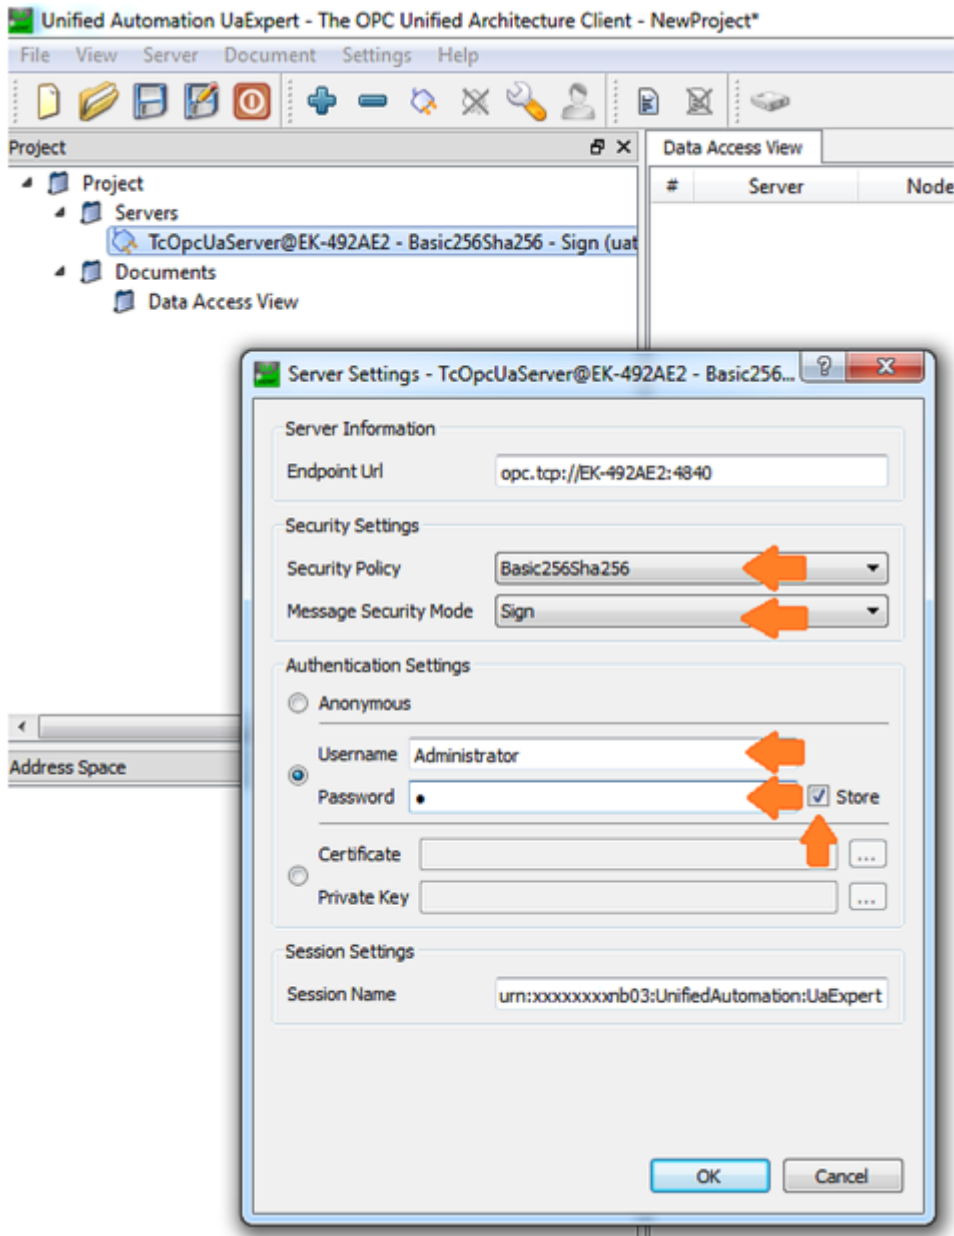 Unified Automation UaExpert - The OPC Unified Architecture Client - NewProject*
File View Server Document Settings Help
Project
Data Access View
# Server Node
Project
Servers
TcOpcUaServer@EK-492AE2 - Basic256Sha256 - Sign (uat
Documents
Data Access View
Server Settings - TcOpcUaServer@EK-492AE2 - Basic256...
Server Information
Endpoint Url opc.tcp://EK-492AE2:4840
Security Settings
Security Policy Basic256Sha256
Message Security Mode Sign
Authentication Settings
Anonymous
Username Administrator
Password ● Store
Certificate ...
Private Key ...
Session Settings
Session Name urn:xxxxxxxxnb03:UnifiedAutomation:UaExpert
OK Cancel
Address Space